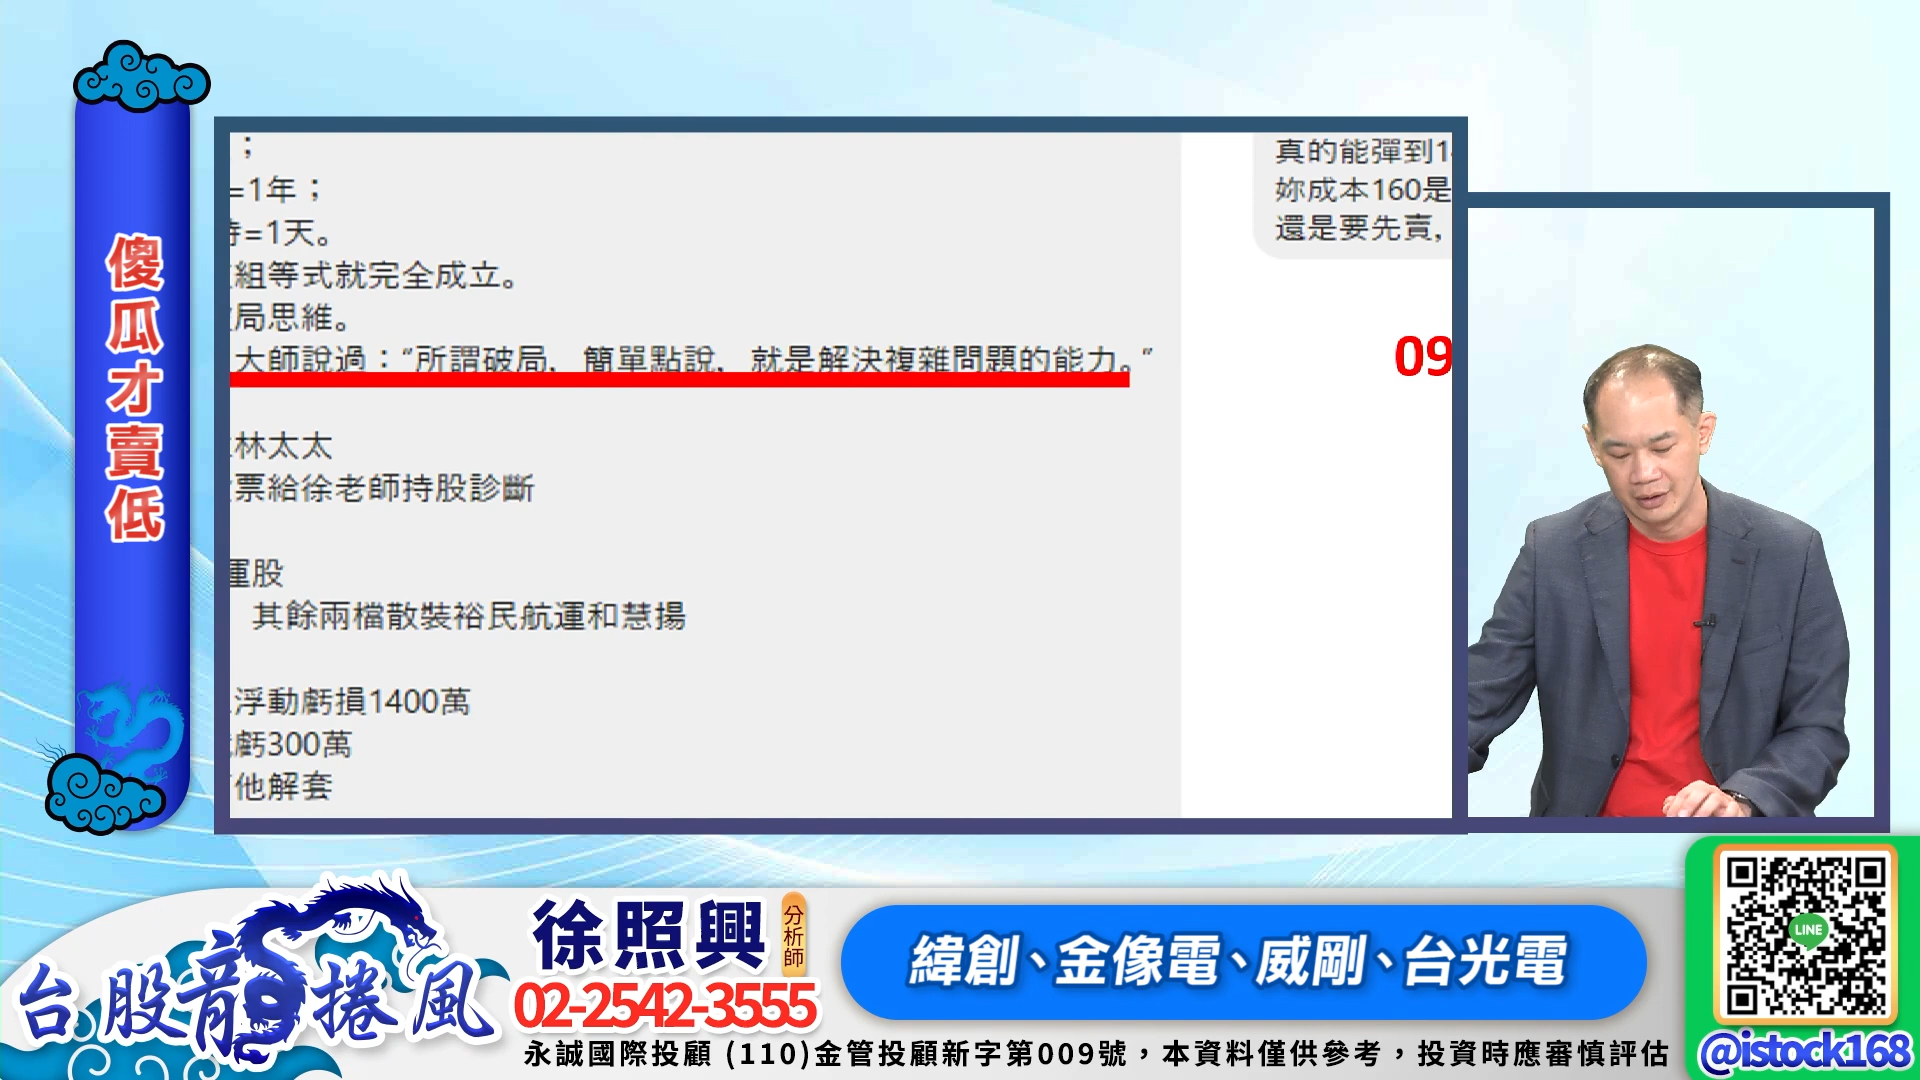 傻瓜才賣低
；
=1年；
=1天。
組等式就完全成立。
局思維。
大師說過：“所謂破局，簡單點說，就是解決複雜問題的能力。”
林太太
票給徐老師持股診斷
運股
其餘兩檔散裝裕民航運和慧揚
浮動虧損1400萬
虧300萬
他解套
真的能彈到1
妳成本160是
還是要先賣，
09
台股龍捲風
徐照興
分析師
02-2542-3555
緯創、金像電、威剛、台光電
永誠國際投顧 (110)金管投顧新字第009號，本資料僅供參考，投資時應審慎評估
LINE
@istock168